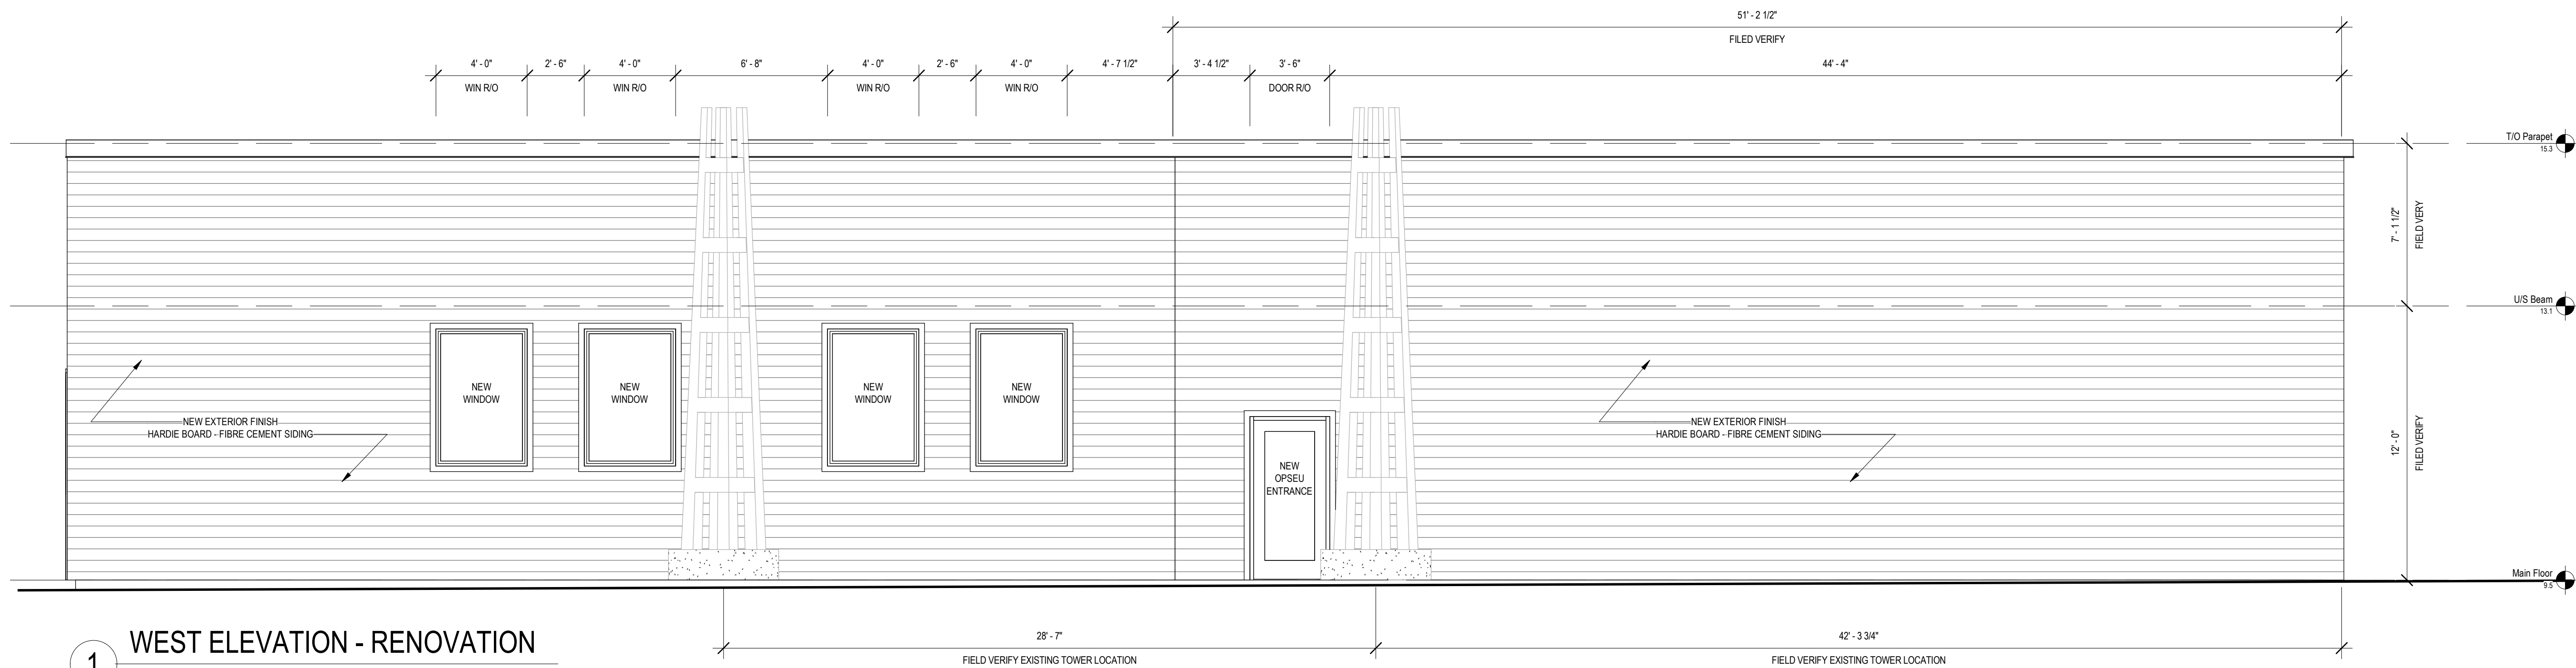 51' - 2 1/2"
FILED VERIFY
4' - 0"
WIN R/O
2' - 6"
4' - 0"
WIN R/O
6' - 8"
4' - 0"
WIN R/O
2' - 6"
4' - 0"
WIN R/O
4' - 7 1/2"
3' - 4 1/2"
3' - 6"
DOOR R/O
44' - 4"
T/O Parapet
15.3
7' - 1 1/2"
FIELD VERY
U/S Beam
13.1
NEW
WINDOW
NEW
WINDOW
NEW
WINDOW
NEW
WINDOW
NEW EXTERIOR FINISH
HARDIE BOARD - FIBRE CEMENT SIDING
NEW
OPSEU
ENTRANCE
NEW EXTERIOR FINISH
HARDIE BOARD - FIBRE CEMENT SIDING
12' - 0"
FILED VERIFY
Main Floor
9.5
28' - 7"
FIELD VERIFY EXISTING TOWER LOCATION
42' - 3 3/4"
FIELD VERIFY EXISTING TOWER LOCATION
1
WEST ELEVATION - RENOVATION